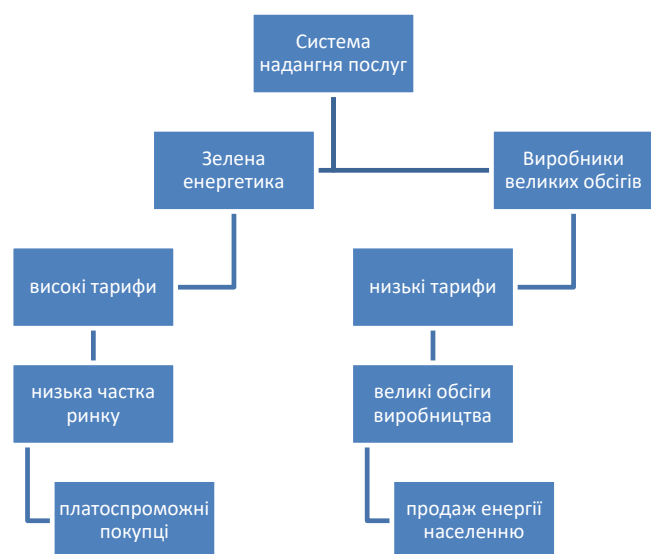 Система
надангня послуг
Зелена
енергетика
Виробники
великих обсігів
високі тарифи
низькі тарифи
низька частка
ринку
великі обсіги
виробництва
платоспроможні
покупці
продаж енергії
населенню